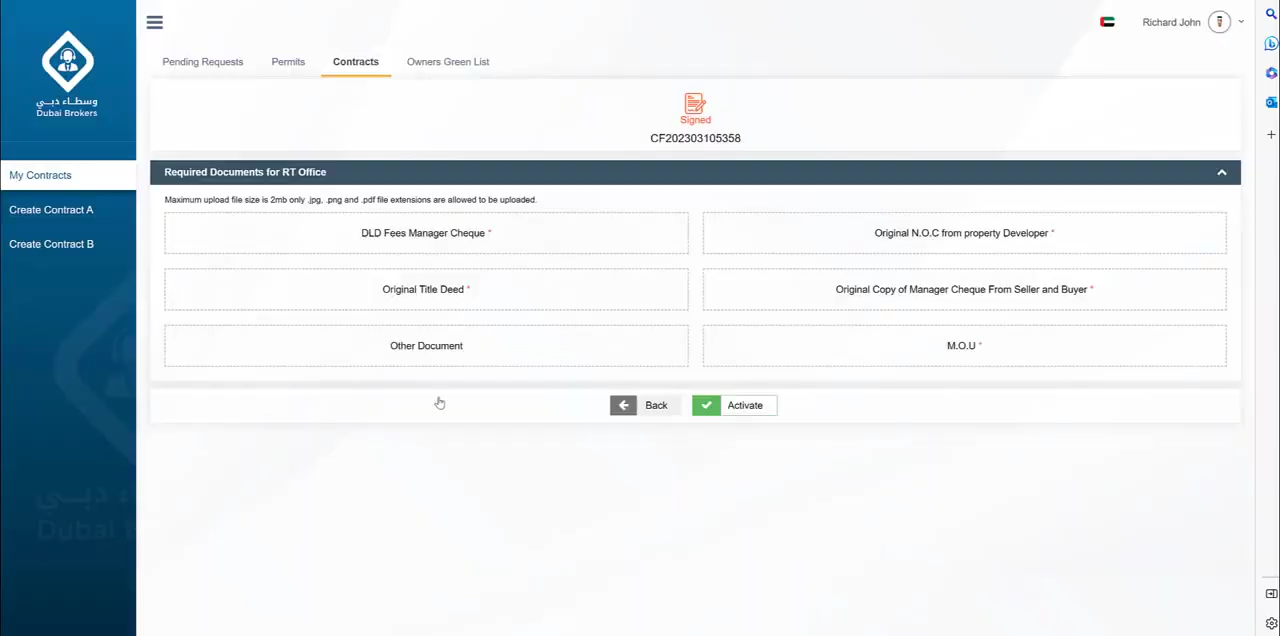 Richard John
Pending Requests
Permits
Contracts
Owners Green List
وسطاء دبي
Dubai Brokers
Signed
CF202303105358
My Contracts
Create Contract A
Create Contract B
Required Documents for RT Office
Maximum upload file size is 2mb only .jpg, .png and .pdf file extensions are allowed to be uploaded.
DLD Fees Manager Cheque *
Original N.O.C from property Developer *
Original Title Deed *
Original Copy of Manager Cheque From Seller and Buyer *
Other Document
M.O.U *
Back
Activate